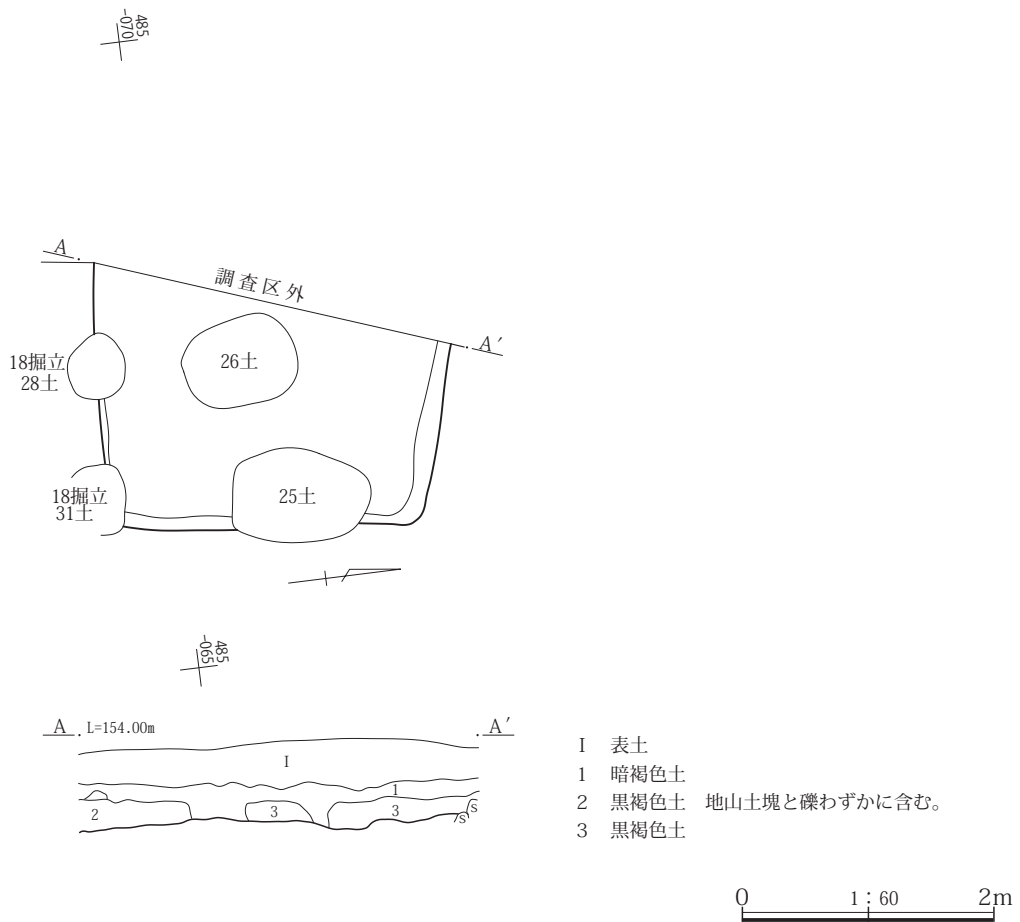 485
-070
A
調査区外
A′
18掘立
28土
26土
18掘立
31土
25土
485
-065
A L=154.00m A′
I
1
2
3
3
S
S
I 表土
1 暗褐色土
2 黒褐色土 地山土塊と礫わずかに含む。
3 黒褐色土
0 1：60 2m